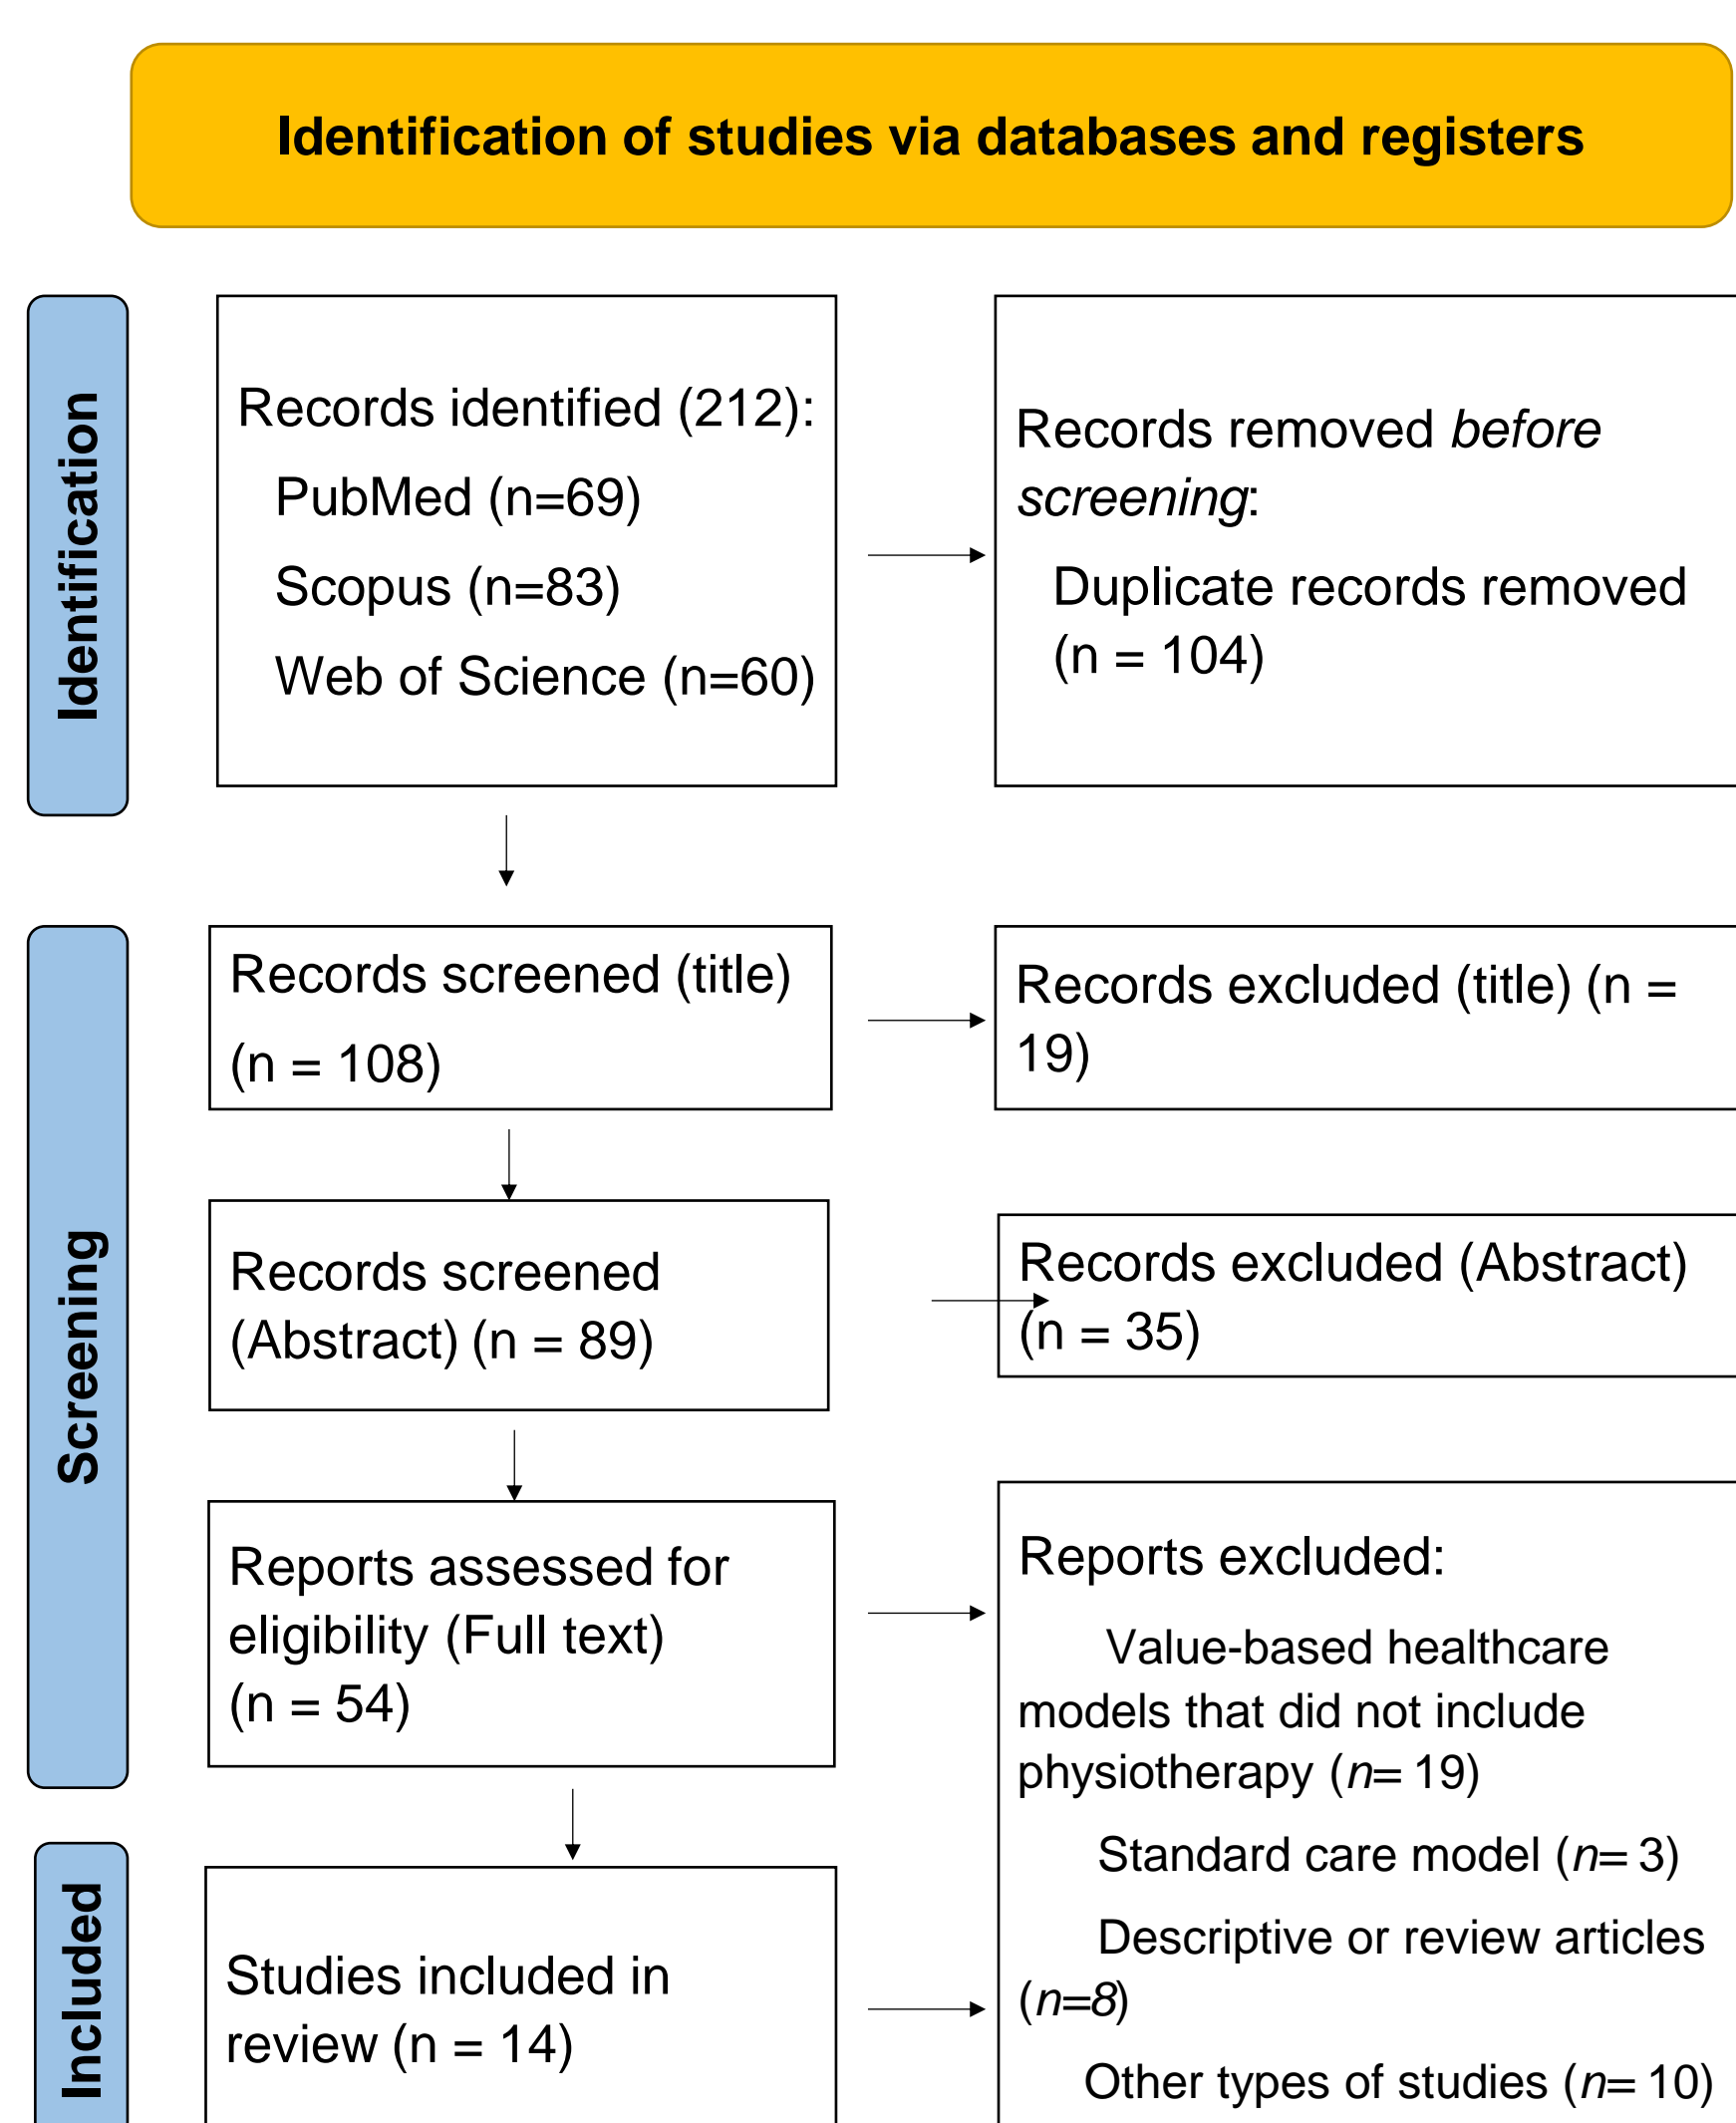 Identification of studies via databases and registers
Identification
Records identified (212):
PubMed (n=69)
Scopus (n=83)
Web of Science (n=60)
Records removed before
screening:
Duplicate records removed
(n = 104)
Screening
Records screened (title)
(n = 108)
Records excluded (title) (n =
19)
Records screened
(Abstract) (n = 89)
Records excluded (Abstract)
(n = 35)
Reports assessed for
eligibility (Full text)
(n = 54)
Reports excluded:
Value-based healthcare
models that did not include
physiotherapy (n= 19)
Standard care model (n= 3)
Descriptive or review articles
(n=8)
Other types of studies (n= 10)
Included
Studies included in
review (n = 14)